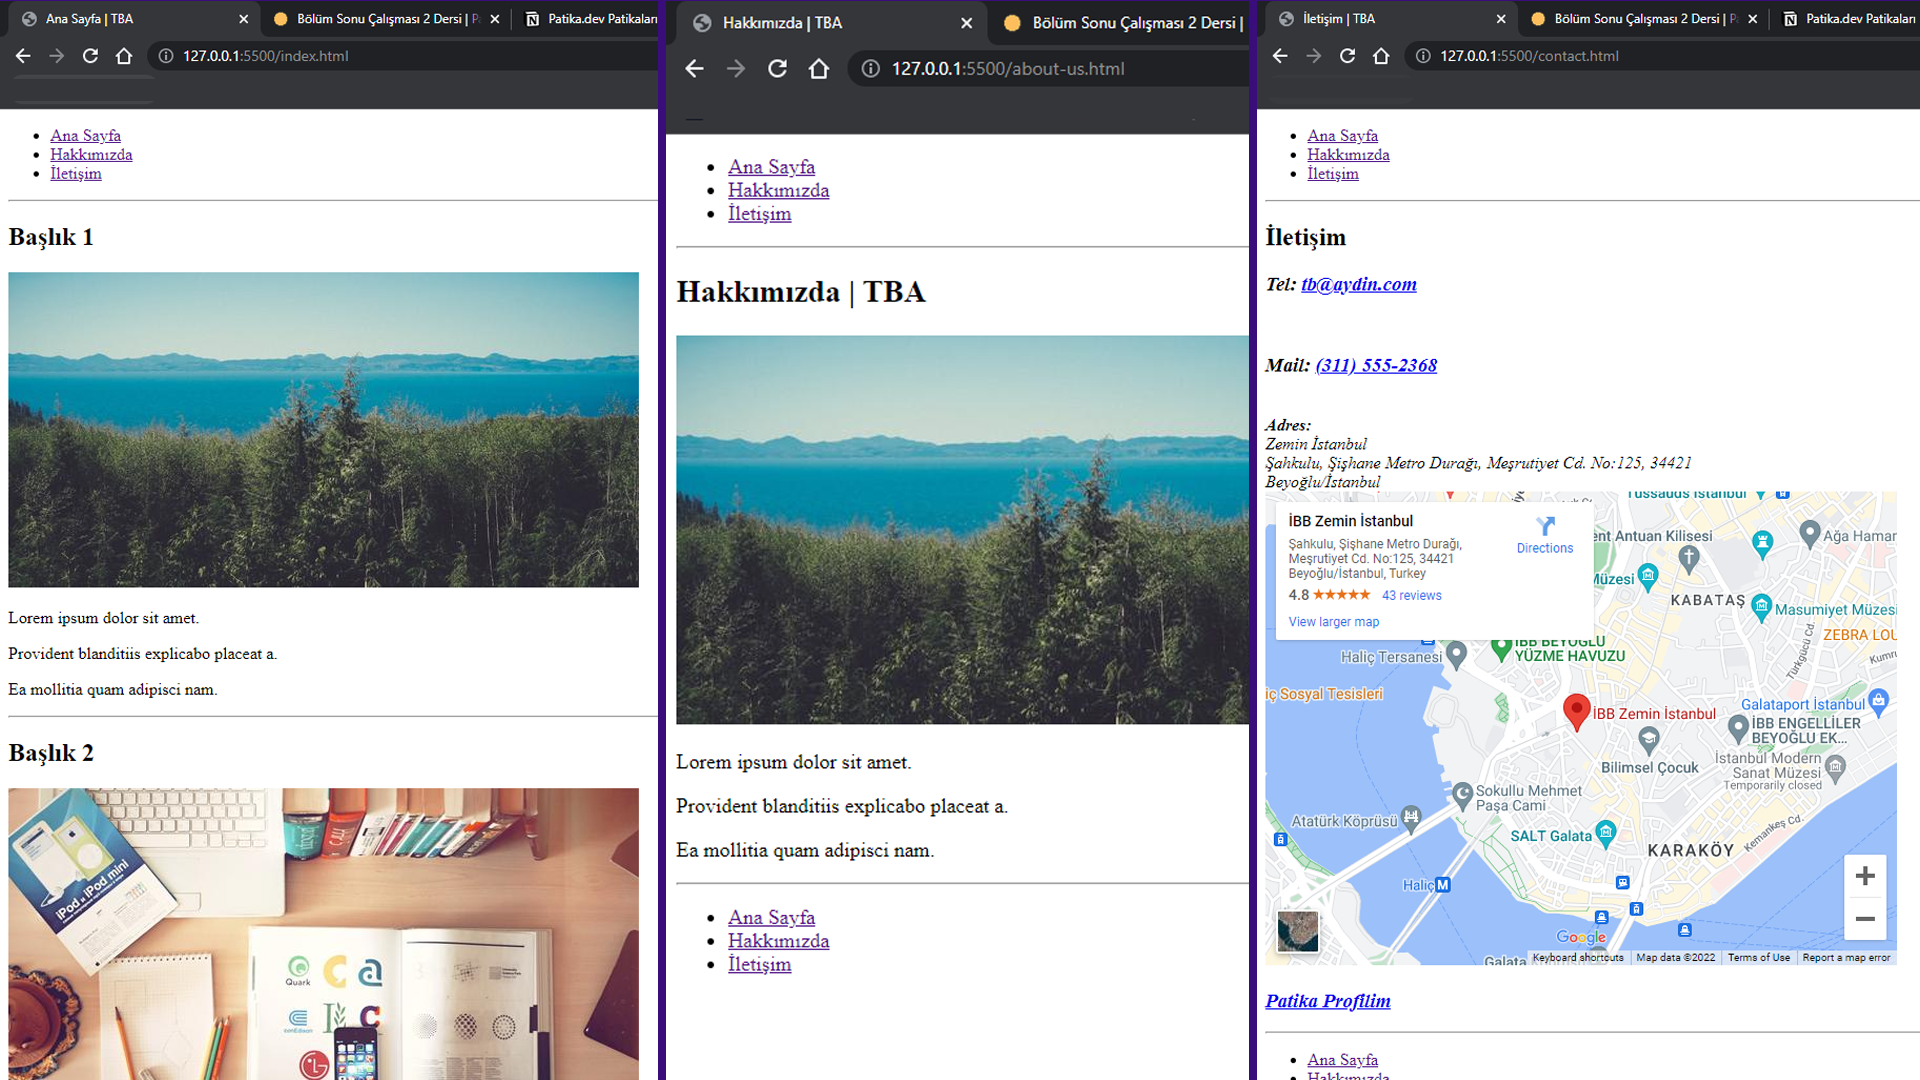 Ana Sayfa | TBA
Bölüm Sonu Çalışması 2 Dersi | Pa
Patika.dev Patikaları
127.0.0.1:5500/index.html
Ana Sayfa
Hakkımızda
İletişim
Başlık 1
Lorem ipsum dolor sit amet.
Provident blanditiis explicabo placeat a.
Ea mollitia quam adipisci nam.
Başlık 2
iPod и iPod mini
Quark
Hakkımızda | TBA
Bölüm Sonu Çalışması 2 Dersi |
127.0.0.1:5500/about-us.html
Ana Sayfa
Hakkımızda
İletişim
Hakkımızda | TBA
Lorem ipsum dolor sit amet.
Provident blanditiis explicabo placeat a.
Ea mollitia quam adipisci nam.
Ana Sayfa
Hakkımızda
İletişim
İletişim | TBA
Bölüm Sonu Çalışması 2 Dersi | Pa
Patika.dev Patikaları
127.0.0.1:5500/contact.html
Ana Sayfa
Hakkımızda
İletişim
İletişim
Tel: tb@aydin.com
Mail: (311) 555-2368
Adres:
Zemin İstanbul
Şahkulu, Şişhane Metro Durağı, Meşrutiyet Cd. No:125, 34421
Beyoğlu/İstanbul
Tussauds İstanbul
İBB Zemin İstanbul
Directions
Şahkulu, Şişhane Metro Durağı,
Meşrutiyet Cd. No:125, 34421
Beyoğlu/İstanbul, Turkey
4.8 ★★★★★ 43 reviews
View larger map
ent Antuan Kilisesi
Ağa Hamam
Müzesi
KABATAŞ
Masumiyet Müzesi
ZEBRA LOU
Türkgücü Cd.
İBB BEYOĞLU
YÜZME HAVUZU
Haliç Tersanesi
iç Sosyal Tesisleri
Galataport İstanbul
İBB Zemin İstanbul
İBB ENGELLİLER
BEYOĞLU EK...
Bilimsel Çocuk
İstanbul Modern
Sanat Müzesi
Temporarily closed
Sokullu Mehmet
Paşa Cami
Atatürk Köprüsü
SALT Galata
Kemankeş Cd.
KARAKÖY
Haliç
Google
Galata
Keyboard shortcuts
Map data ©2022
Terms of Use
Report a map error
Patika Profilim
Ana Sayfa
Hakkımızda